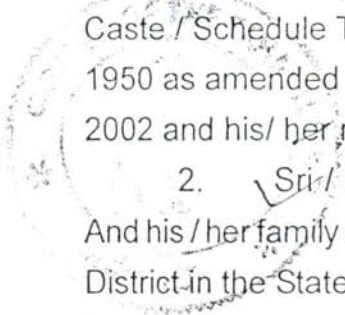 Caste / Schedule T
1950 as amended
2002 and his/ her
2. Sri /
And his / her family
District in the State